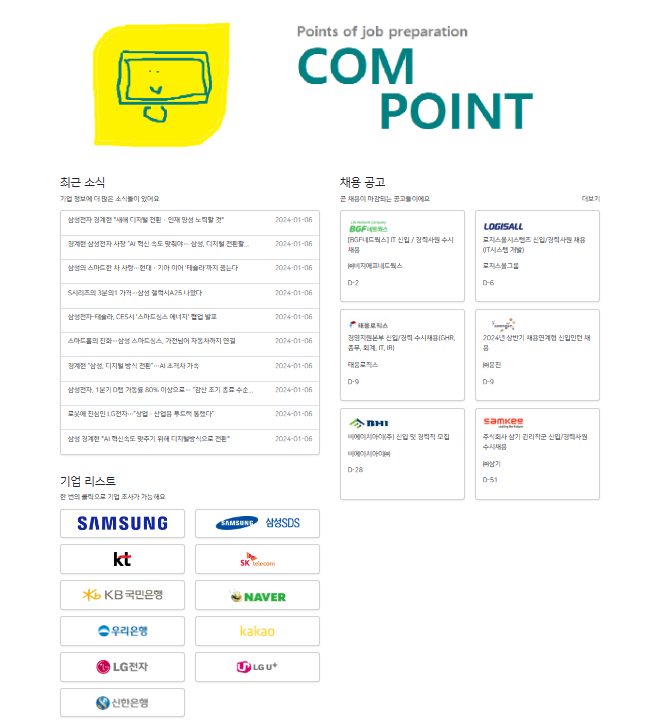 Points of job preparation
COM
POINT
최근 소식
기업 정보에 더 많은 소식들이 있어요
삼성전자 경계현 "새해 디지털 전환·인재 양성 노력할 것" 2024-01-06
경계현 삼성전자 사장 "AI 혁신 속도 맞춰야… 삼성, 디지털 전환할... 2024-01-06
삼성의 스마트한 차 사랑…현대·기아 이어 '테슬라'까지 품는다 2024-01-06
S시리즈의 3분의1 가격…삼성 갤럭시A25 나왔다 2024-01-06
삼성전자-테슬라, CES서 '스마트싱스 에너지' 협업 발표 2024-01-06
스마트홈의 진화…삼성 스마트싱스, 가전넘어 자동차까지 연결 2024-01-06
경계현 "삼성, 디지털 방식 전환"…AI 초격차 가속 2024-01-06
삼성전자, 1분기 D램 가동률 80% 이상으로… "감산 조기 종료 수순... 2024-01-06
로봇에 진심인 LG전자…"상업·산업용 투트랙 통했다" 2024-01-06
삼성 경계현 "AI 혁신속도 맞추기 위해 디지털방식으로 전환" 2024-01-06
기업 리스트
한 번의 클릭으로 기업 조사가 가능해요
SAMSUNG
SAMSUNG 삼성SDS
kt
SK telecom
KB 국민은행
NAVER
우리은행
kakao
LG전자
LG U+
신한은행
채용 공고
곧 채용이 마감되는 공고들이에요
더보기
Life Network Company
BGF네트웍스
[BGF네트웍스] IT 신입 / 경력사원 수시
채용
㈜비지에프네트웍스
D-2
LOGISALL
로지스올시스템즈 신입/경력사원 채용
(IT시스템 개발)
로지스올그룹
D-6
태웅로직스
경영지원본부 신입/경력 수시채용(GHR,
총무, 회계, IT, IR)
태웅로직스
D-9
woongjin
2024년 상반기 채용연계형 신입인턴 채
용
㈜웅진
D-9
BHI
비에이치아이(주) 신입 및 경력직 모집
비에이치아이㈜
D-28
SAMKEE
주식회사 삼기 관리직군 신입/경력사원
수시채용
㈜삼기
D-51